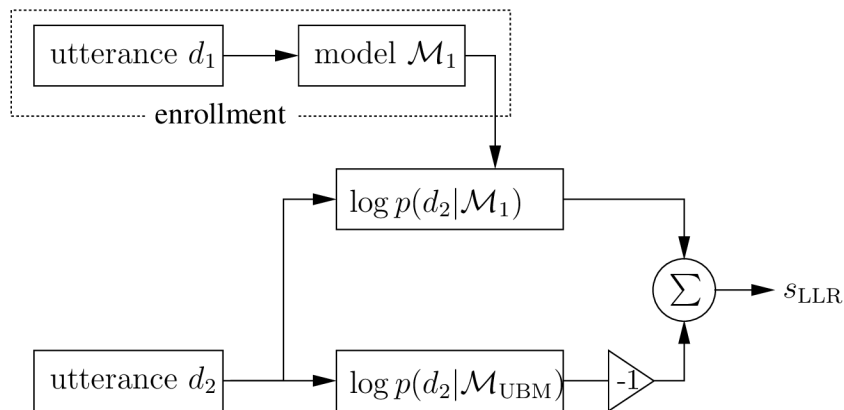 utterance d₁
model ℳ₁
enrollment
log p(d₂|ℳ₁)
∑
s_LLR
utterance d₂
log p(d₂|ℳ_UBM)
-1